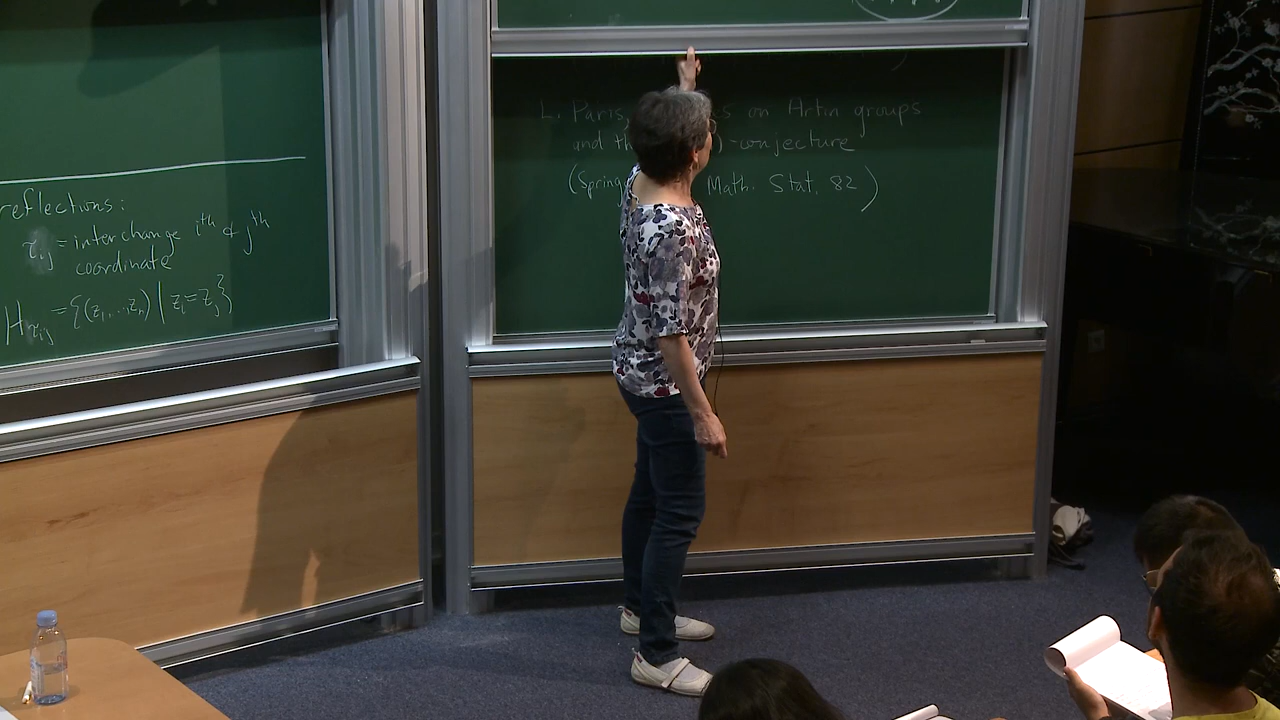 reflections:
τij = interchange ith & jth
coordinate
Hτij = {(z1,...,zn) | zi = zj}
L. Paris, s on Artin groups
and th )-conjecture
(Spring Math. Stat. 82)